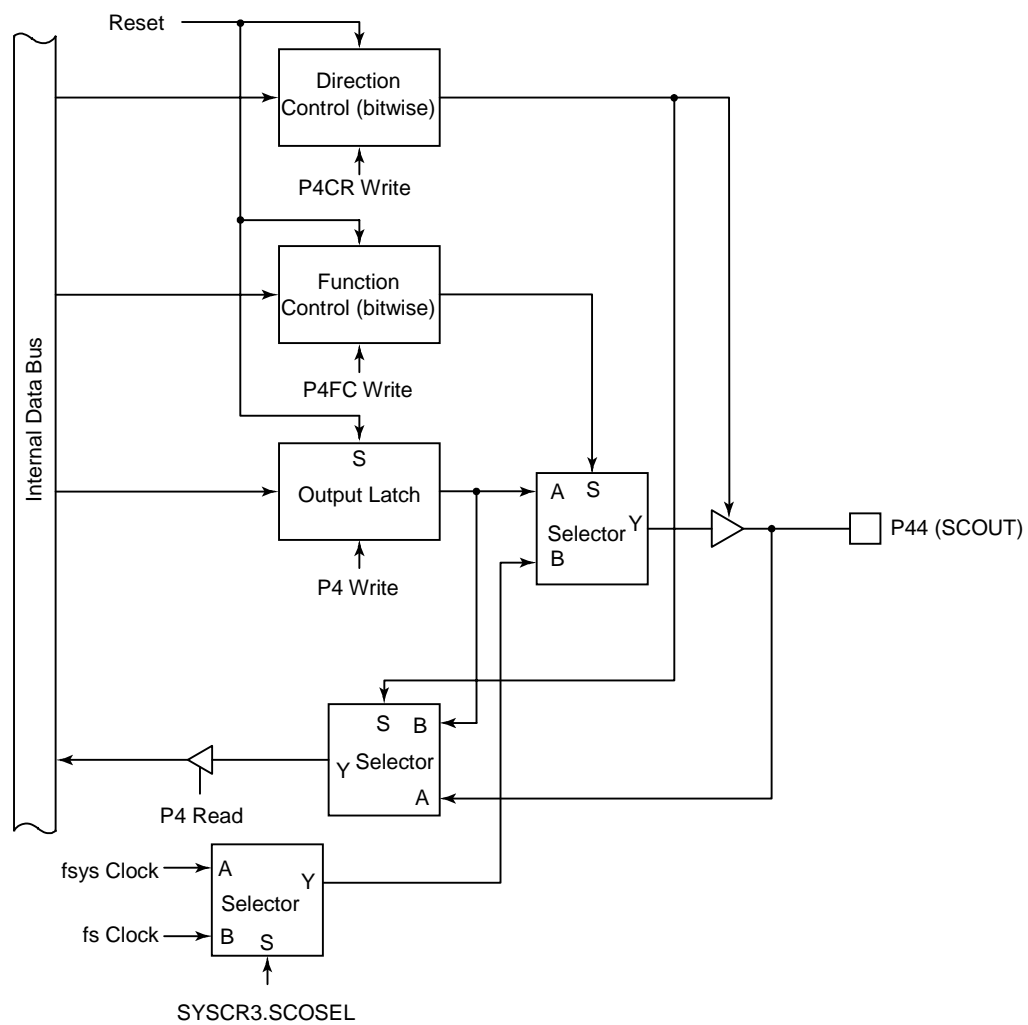 Reset
Direction
Control (bitwise)
P4CR Write
Function
Control (bitwise)
P4FC Write
Internal Data Bus
S
Output Latch
P4 Write
A
S
Selector
Y
B
P44 (SCOUT)
S
B
Y
Selector
A
P4 Read
fsys Clock
A
Y
Selector
fs Clock
B
S
SYSCR3.SCOSEL